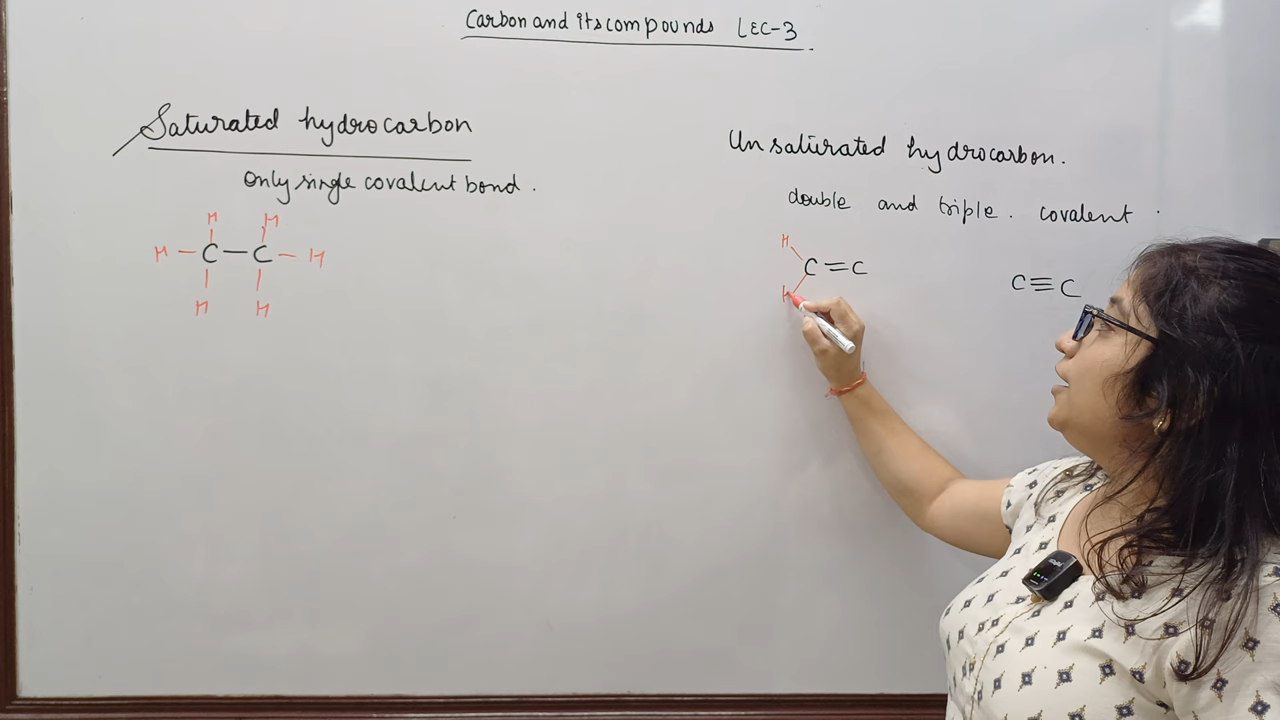 Carbon and its compounds LEC-3
Saturated hydrocarbon
only single covalent bond.
H H
H - C - C - H
H H
Unsaturated hydrocarbon.
double and triple. covalent.
H
C = C
H
C ≡ C